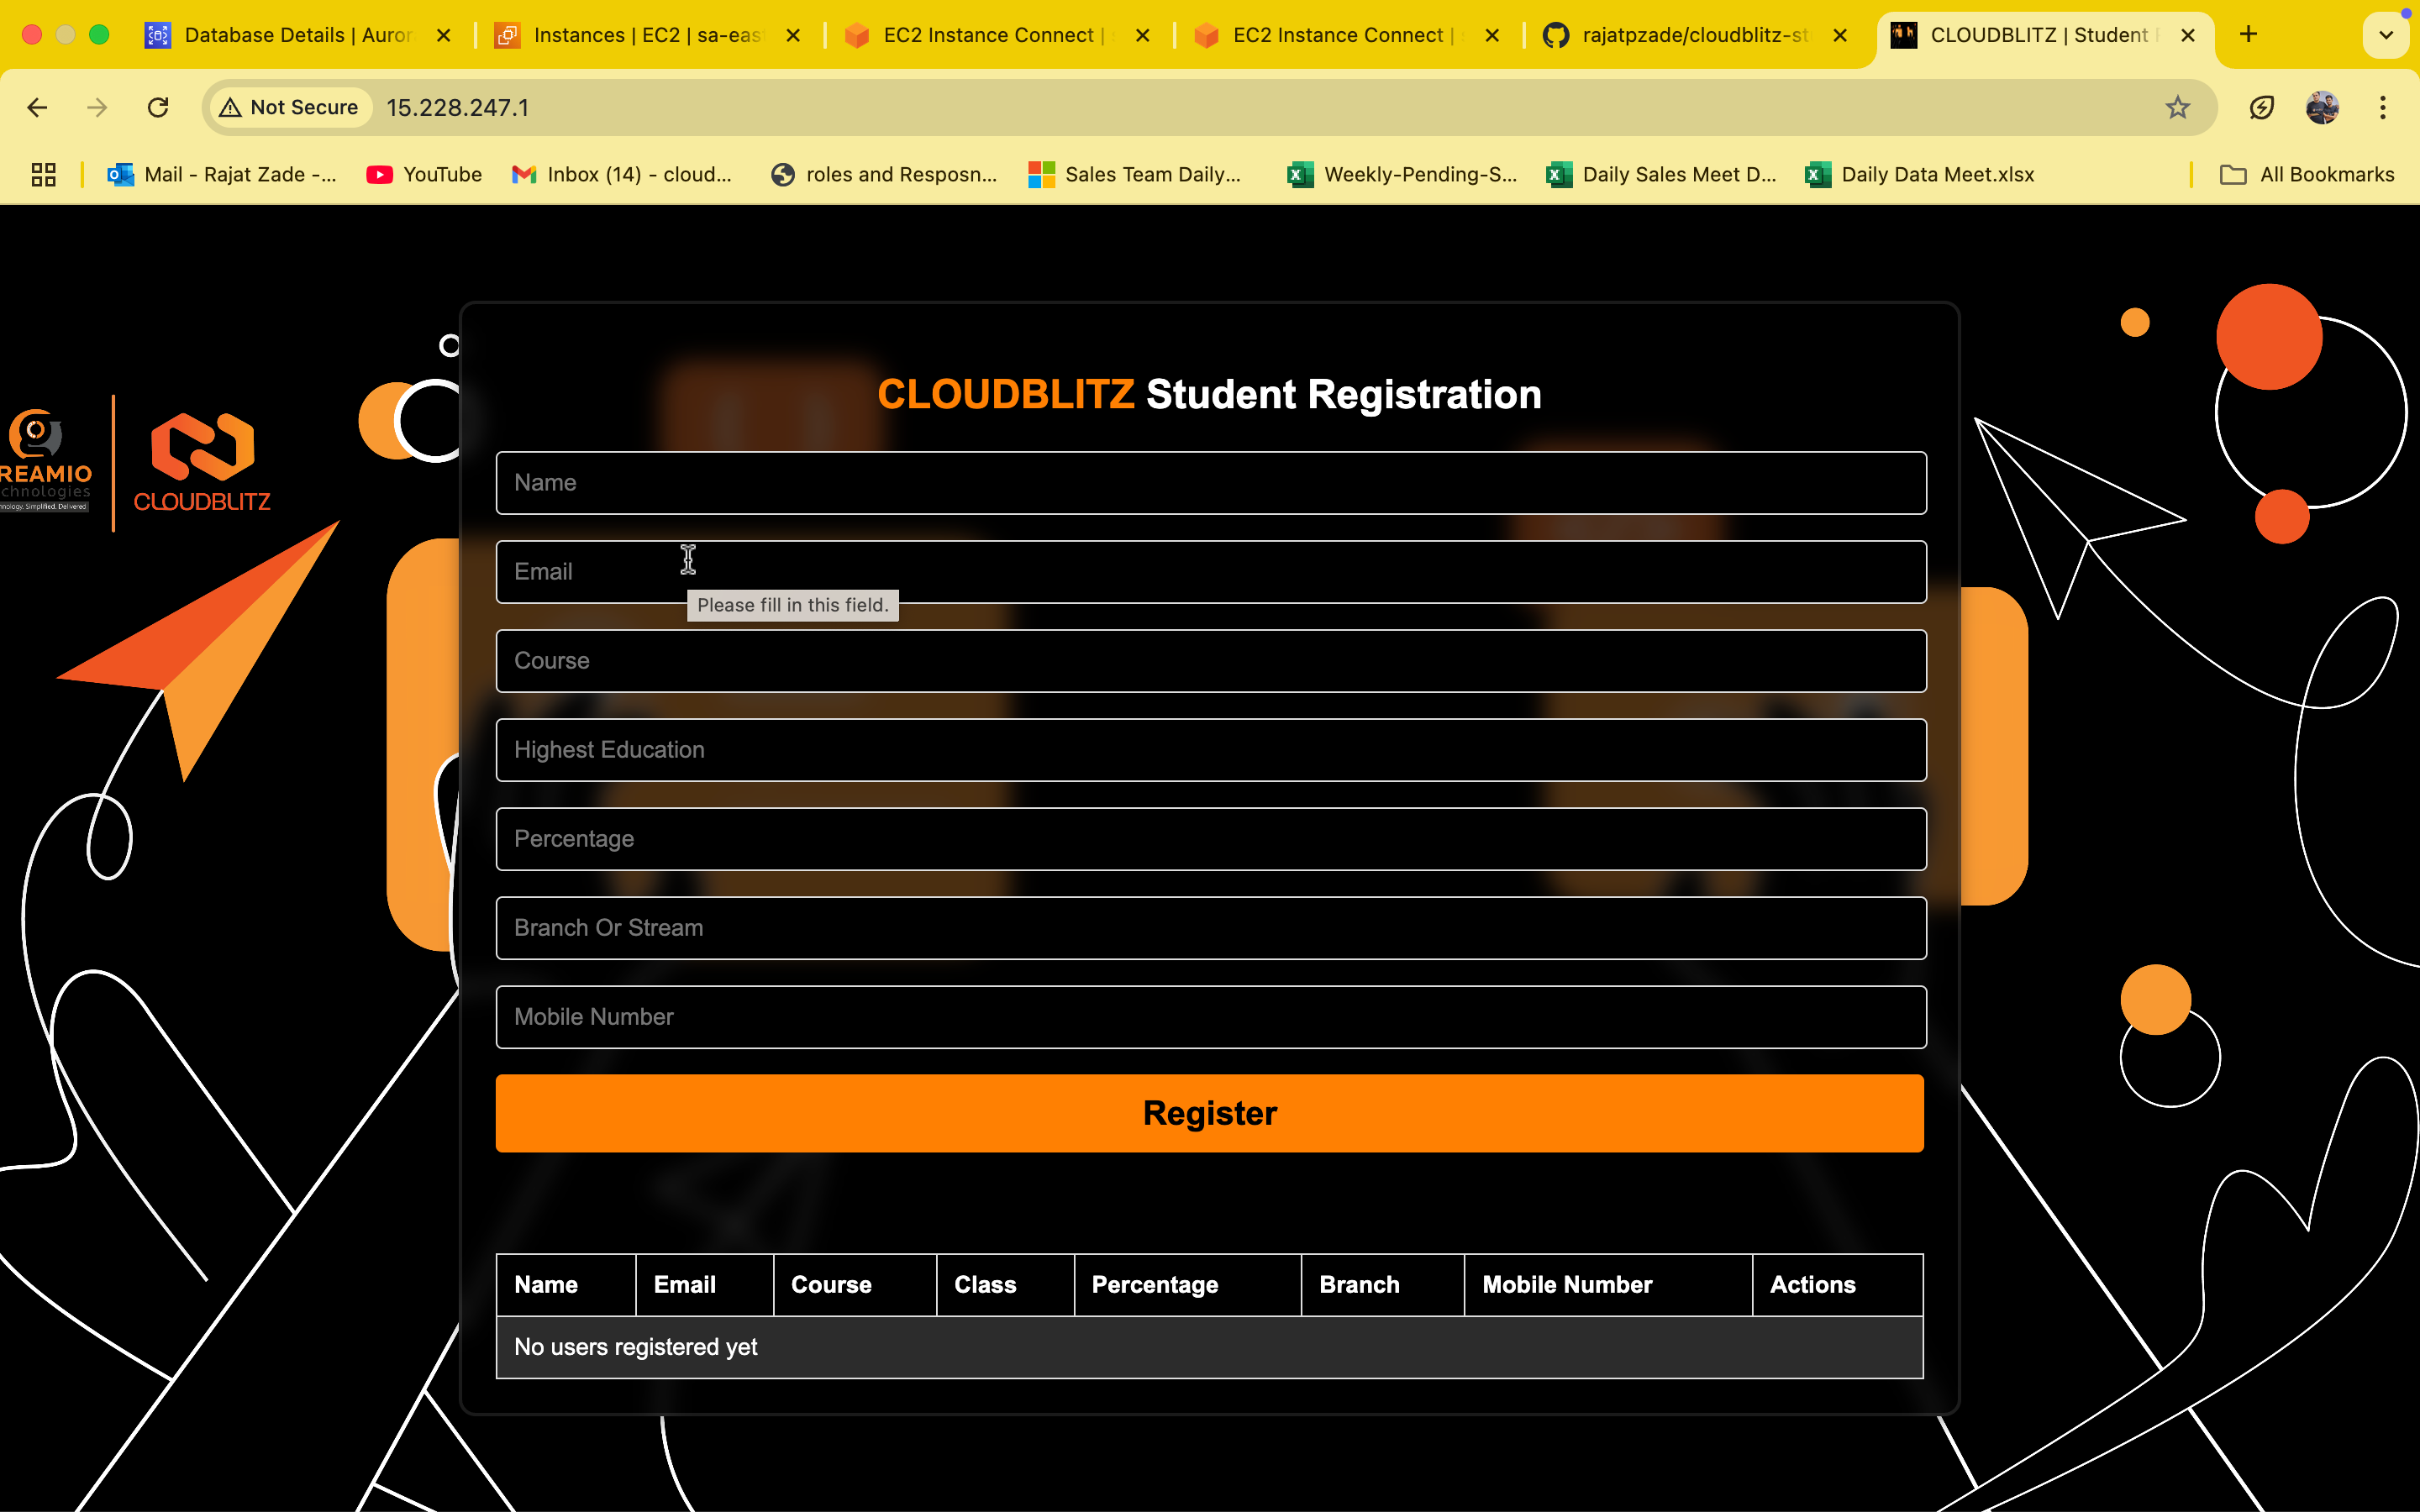 Database Details | Auror
Instances | EC2 | sa-eas
EC2 Instance Connect |
EC2 Instance Connect |
rajatpzade/cloudblitz-st
CLOUDBLITZ | Student
Not Secure
15.228.247.1
Mail - Rajat Zade -...
YouTube
Inbox (14) - cloud...
roles and Resposn...
Sales Team Daily...
Weekly-Pending-S...
Daily Sales Meet D...
Daily Data Meet.xlsx
All Bookmarks
REAMIO
chnologies
nology, Simplified, Delivered
CLOUDBLITZ
CLOUDBLITZ Student Registration
Name
Email
Please fill in this field.
Course
Highest Education
Percentage
Branch Or Stream
Mobile Number
Register
Name Email Course Class Percentage Branch Mobile Number Actions
No users registered yet